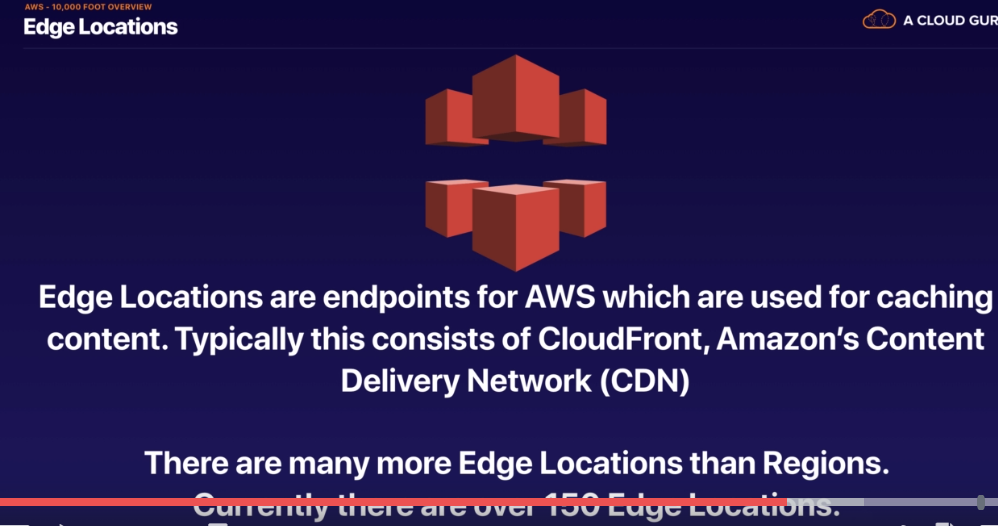 AWS - 10,000 FOOT OVERVIEW
Edge Locations
A CLOUD GUR
Edge Locations are endpoints for AWS which are used for caching
content. Typically this consists of CloudFront, Amazon's Content
Delivery Network (CDN)
There are many more Edge Locations than Regions.
Currently there are over 150 Edge Locations.